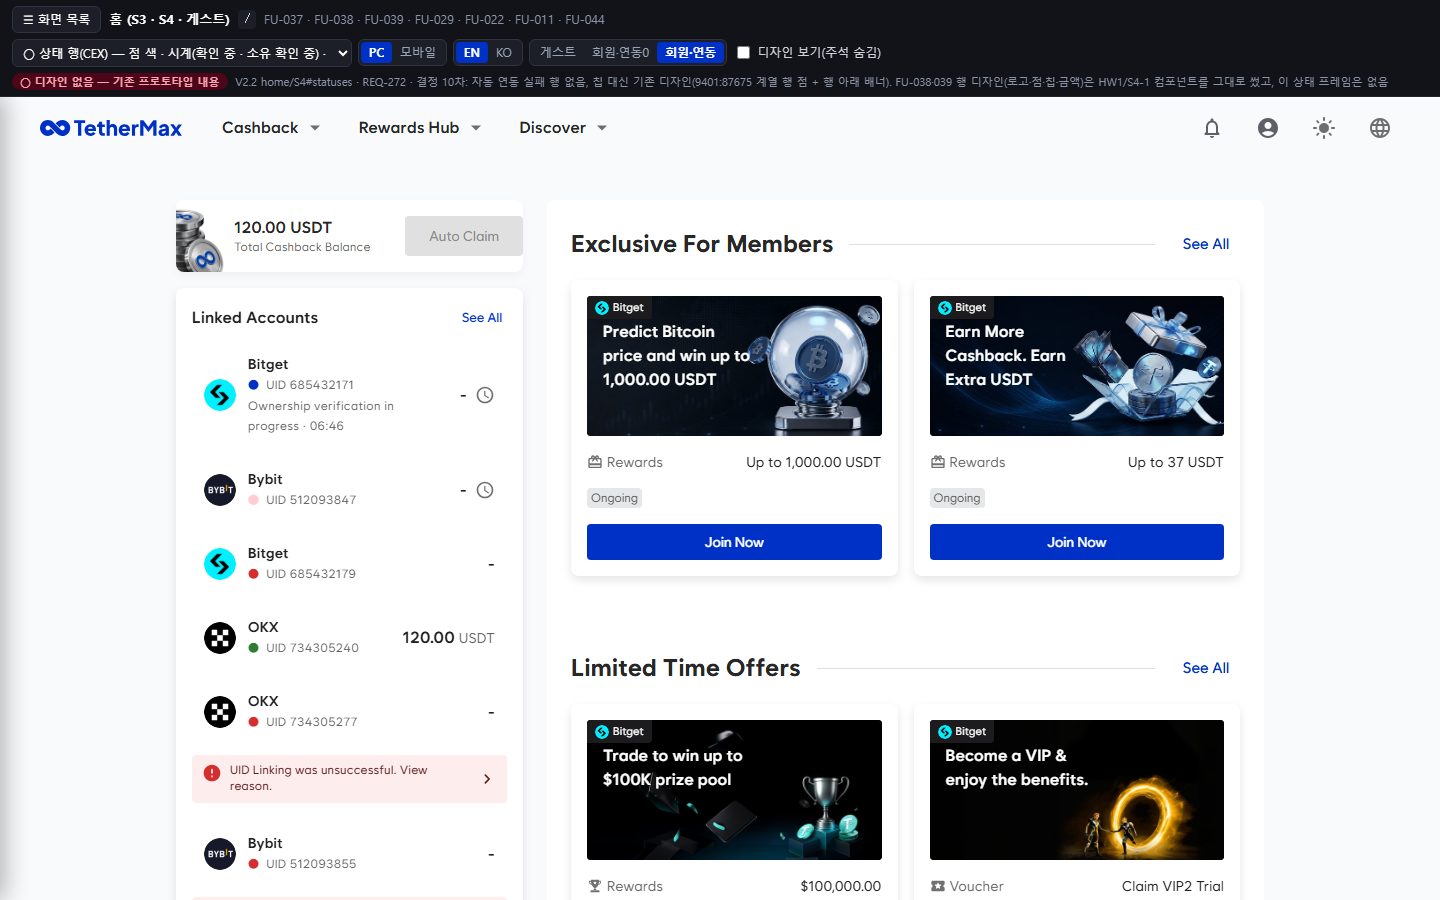 ☰ 화면 목록 홈 (S3 · S4 · 게스트) / FU-037 · FU-038 · FU-039 · FU-029 · FU-022 · FU-011 · FU-044
○ 상태 행(CEX) — 점 색 · 시계(확인 중 · 소유 확인 중) · PC 모바일 EN KO 게스트 회원·연동0 회원·연동 디자인 보기(주석 숨김)
○ 디자인 없음 — 기존 프로토타입 내용 V2.2 home/S4#statuses · REQ-272 · 결정 10차: 자동 연동 실패 행 없음, 칩 대신 기존 디자인(9401:87675 계열 행 점 + 행 아래 배너). FU-038·039 행 디자인(로고·점·칩·금액)은 HW1/S4-1 컴포넌트를 그대로 썼고, 이 상태 프레임은 없음
TetherMax Cashback Rewards Hub Discover
120.00 USDT
Total Cashback Balance
Auto Claim
Linked Accounts See All
Bitget
UID 685432171
Ownership verification in
progress · 06:46
-
Bybit
UID 512093847
-
Bitget
UID 685432179
-
OKX
UID 734305240
120.00 USDT
OKX
UID 734305277
-
UID Linking was unsuccessful. View
reason.
Bybit
UID 512093855
-
Exclusive For Members See All
Bitget
Predict Bitcoin
price and win up to
1,000.00 USDT
Rewards Up to 1,000.00 USDT
Ongoing
Join Now
Bitget
Earn More
Cashback. Earn
Extra USDT
Rewards Up to 37 USDT
Ongoing
Join Now
Limited Time Offers See All
Bitget
Trade to win up to
$100K prize pool
Rewards $100,000.00
Bitget
Become a VIP &
enjoy the benefits.
Voucher Claim VIP2 Trial